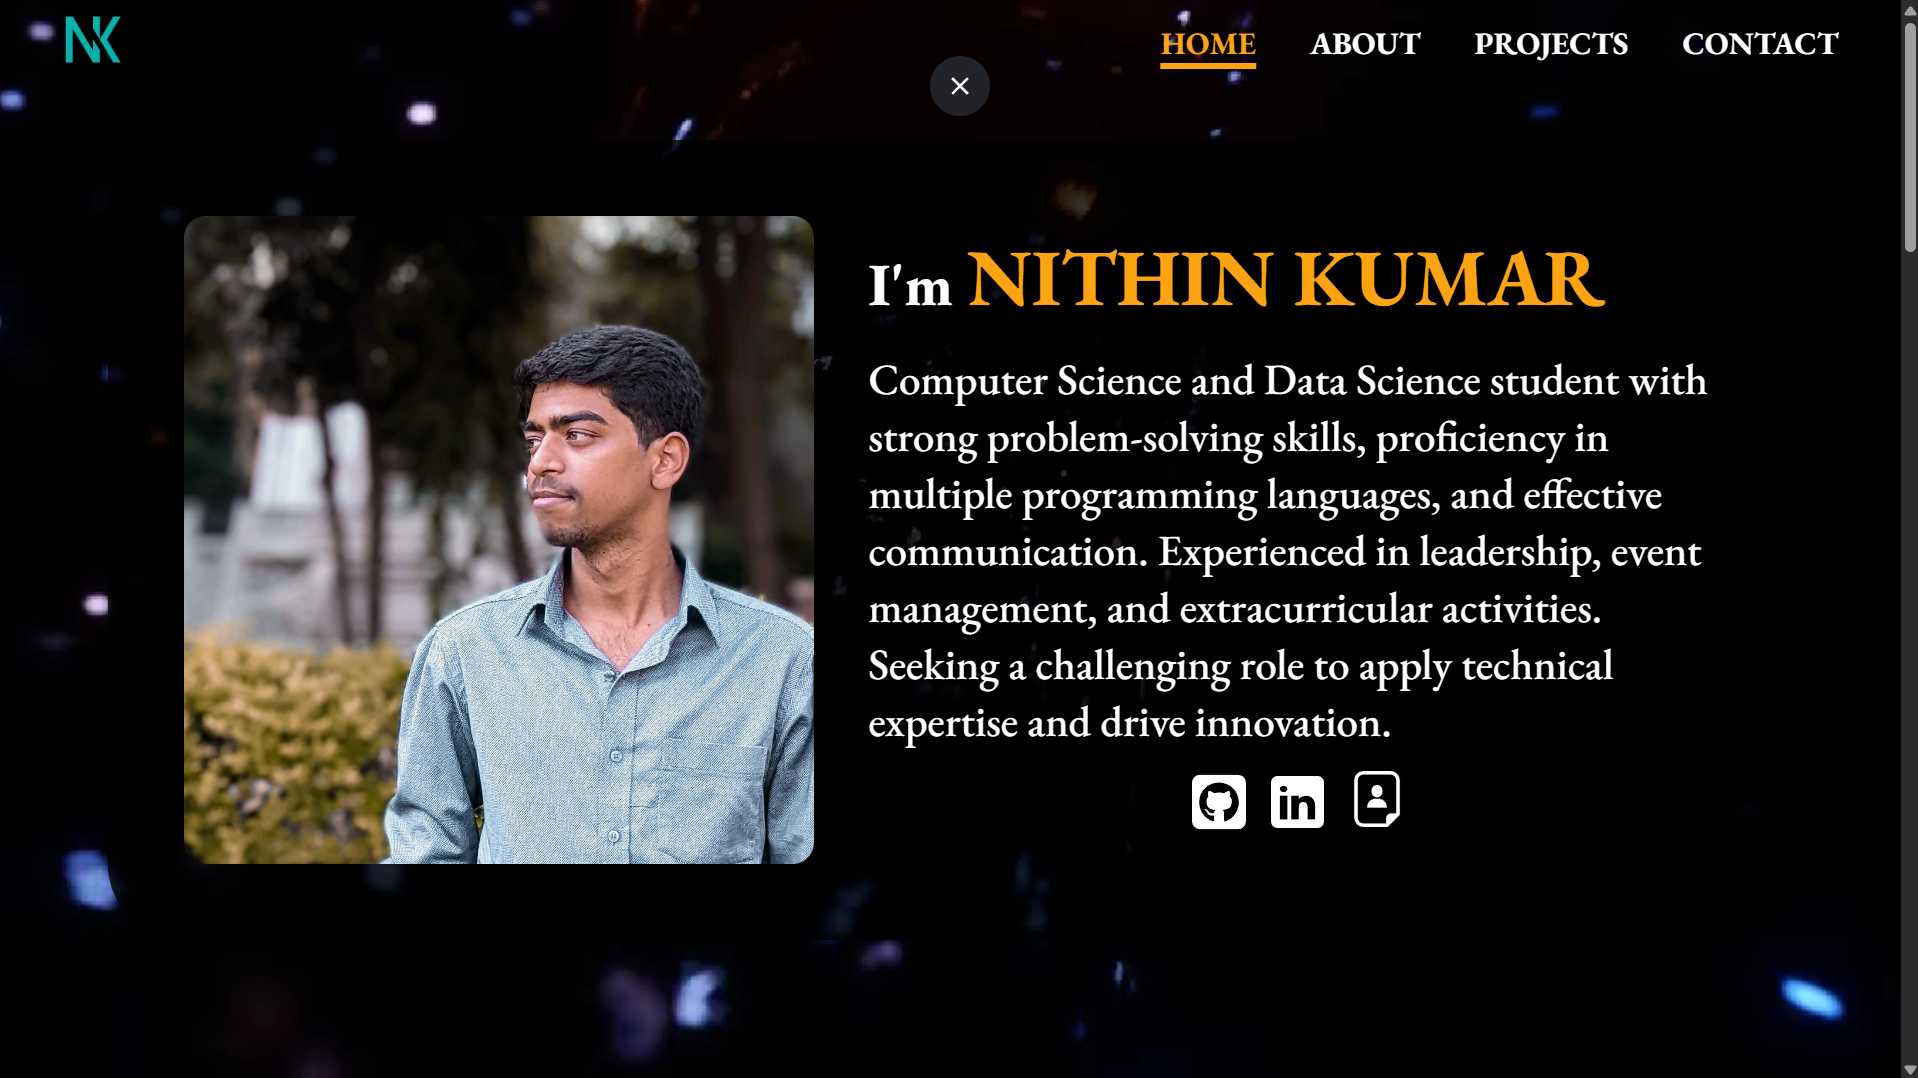 NK
HOME ABOUT PROJECTS CONTACT
I'm NITHIN KUMAR
Computer Science and Data Science student with
strong problem-solving skills, proficiency in
multiple programming languages, and effective
communication. Experienced in leadership, event
management, and extracurricular activities.
Seeking a challenging role to apply technical
expertise and drive innovation.
in